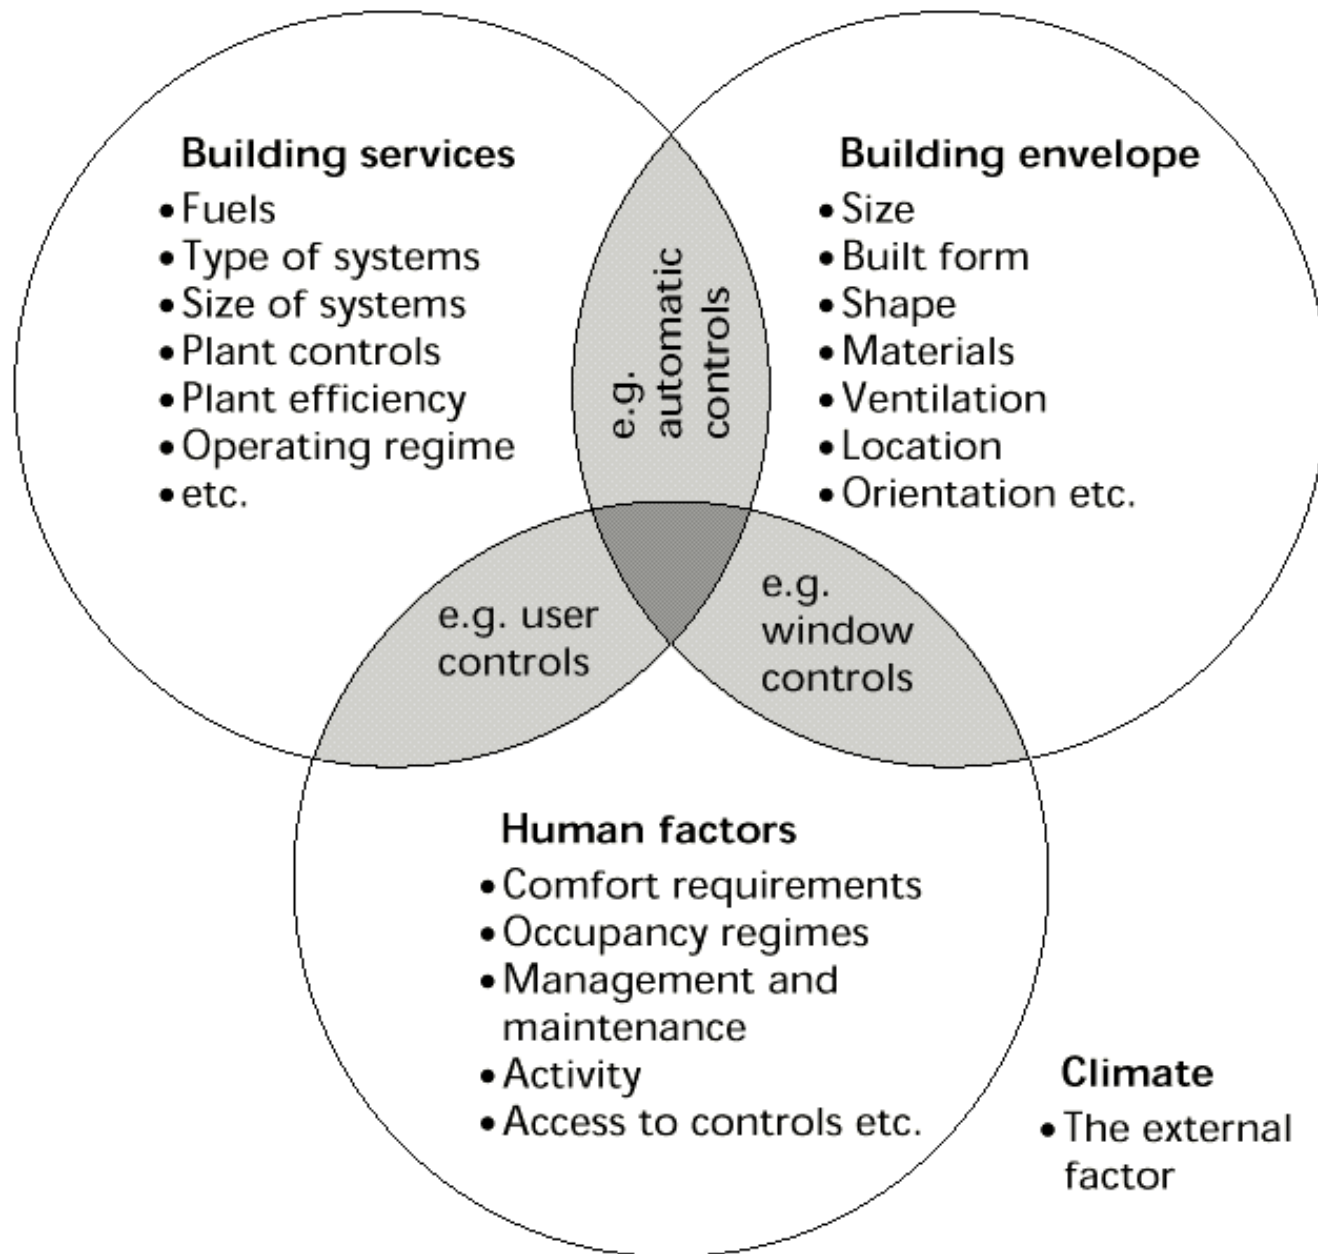 Building services
• Fuels
• Type of systems
• Size of systems
• Plant controls
• Plant efficiency
• Operating regime
• etc.
e.g.
automatic
controls
Building envelope
• Size
• Built form
• Shape
• Materials
• Ventilation
• Location
• Orientation etc.
e.g. user
controls
e.g.
window
controls
Human factors
• Comfort requirements
• Occupancy regimes
• Management and
maintenance
• Activity
• Access to controls etc.
Climate
• The external
factor